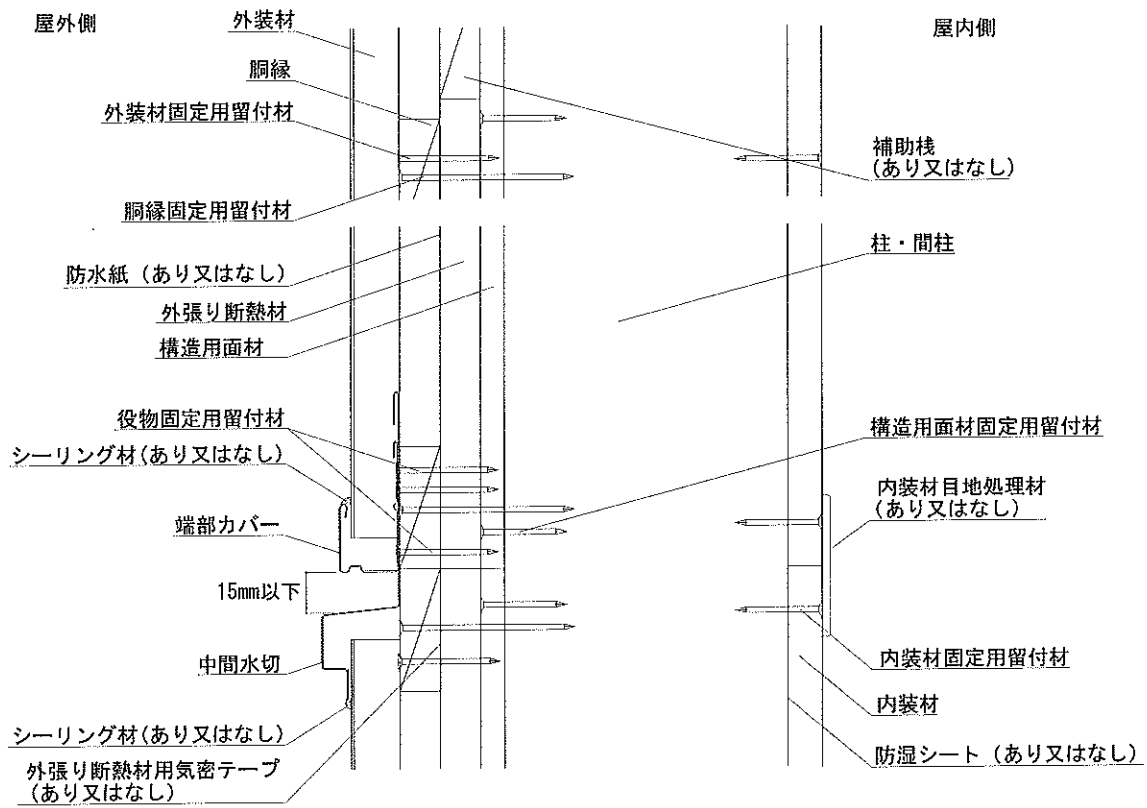 屋外側
外装材
屋内側
胴縁
外装材固定用留付材
補助桟
(あり又はなし)
胴縁固定用留付材
柱・間柱
防水紙 (あり又はなし)
外張り断熱材
構造用面材
役物固定用留付材
構造用面材固定用留付材
シーリング材(あり又はなし)
内装材目地処理材
(あり又はなし)
端部カバー
15mm以下
内装材固定用留付材
中間水切
内装材
シーリング材(あり又はなし)
防湿シート (あり又はなし)
外張り断熱材用気密テープ
(あり又はなし)